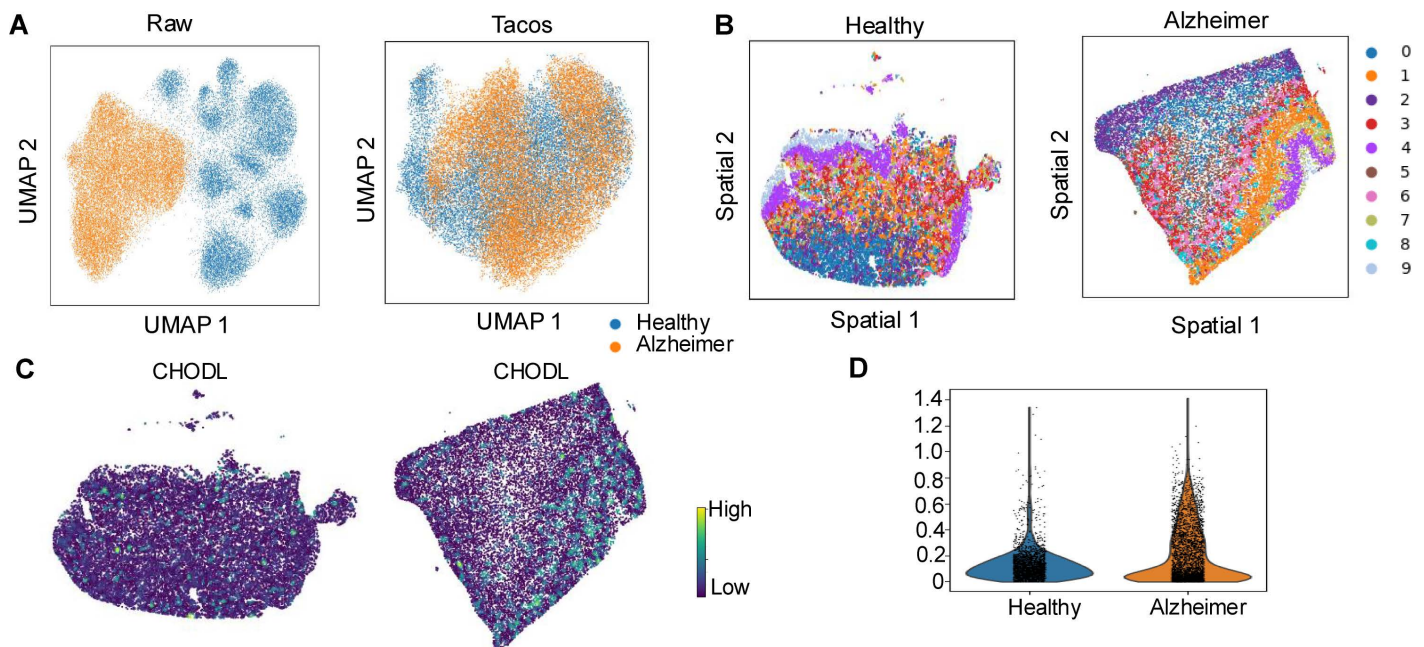 A
Raw
Tacos
UMAP 2
UMAP 1
UMAP 2
UMAP 1
Healthy
Alzheimer
B
Healthy
Alzheimer
Spatial 2
Spatial 1
Spatial 2
Spatial 1
0
1
2
3
4
5
6
7
8
9
C
CHODL
CHODL
High
Low
D
1.4
1.2
1.0
0.8
0.6
0.4
0.2
0
Healthy
Alzheimer